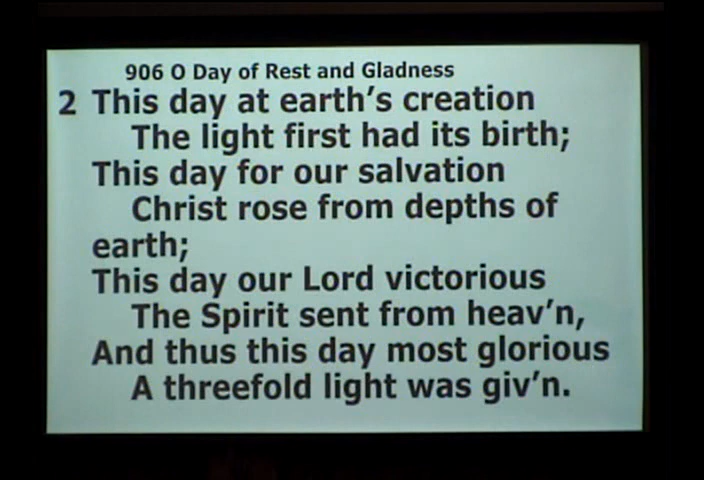 906 O Day of Rest and Gladness
2 This day at earth's creation
The light first had its birth;
This day for our salvation
Christ rose from depths of
earth;
This day our Lord victorious
The Spirit sent from heav'n,
And thus this day most glorious
A threefold light was giv'n.